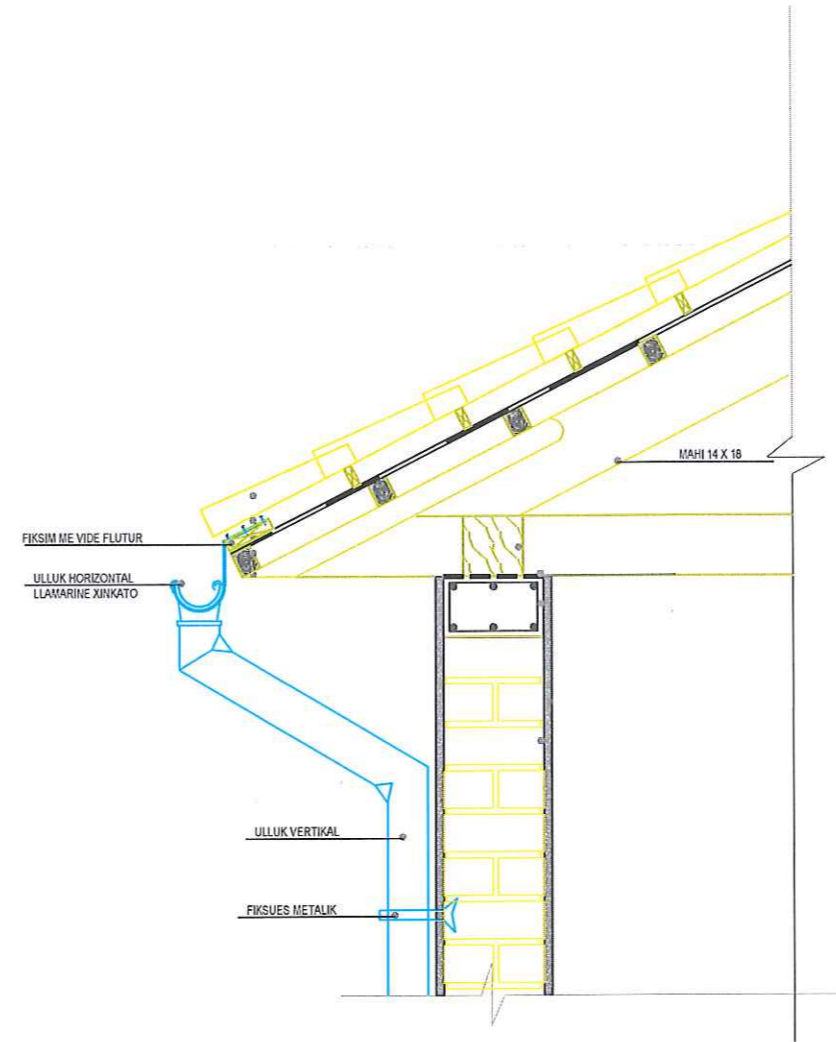 MAHI 14 X 18
FIKSIM ME VIDE FLUTUR
ULLUK HORIZONTAL
LLAMARINE XINKATO
ULLUK VERTIKAL
FIKSUES METALIK